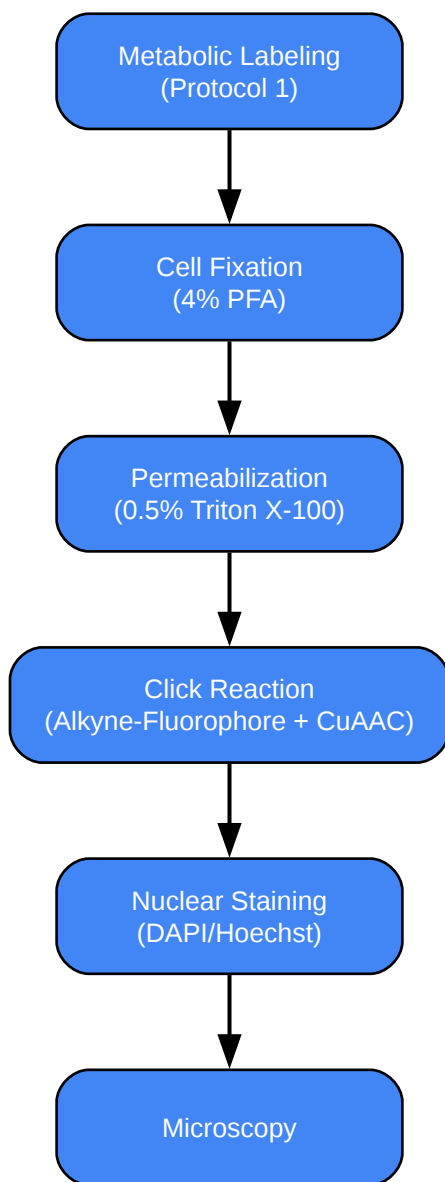 Metabolic Labeling
(Protocol 1)
Cell Fixation
(4% PFA)
Permeabilization
(0.5% Triton X-100)
Click Reaction
(Alkyne-Fluorophore + CuAAC)
Nuclear Staining
(DAPI/Hoechst)
Microscopy